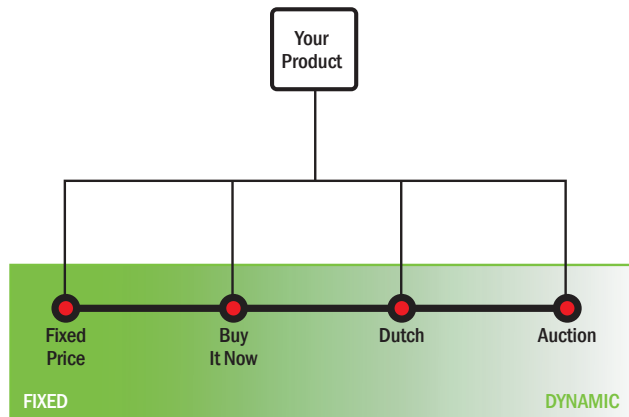 Your
Product
Fixed
Price
Buy
It Now
Dutch
Auction
FIXED
DYNAMIC